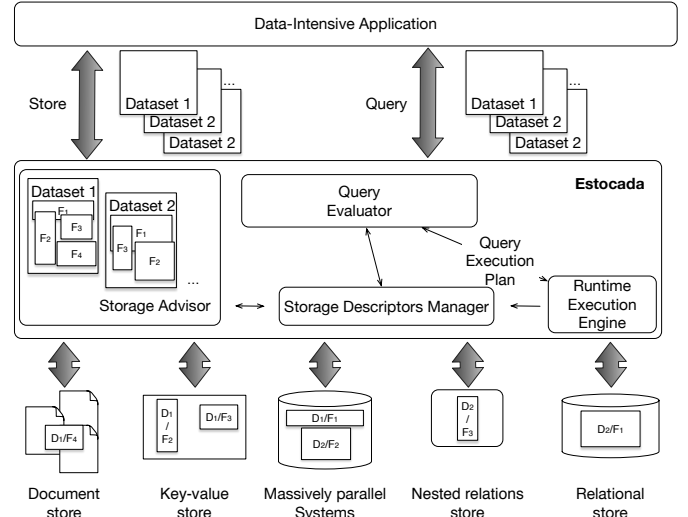 Data-Intensive Application
Store
Dataset 1
...
Dataset 2
Dataset 2
Query
Dataset 1
...
Dataset 2
Dataset 2
Estocada
Dataset 1
F1
F2
F3
F4
Dataset 2
F1
F3
F2
...
Storage Advisor
Query
Evaluator
Query
Execution
Plan
Storage Descriptors Manager
Runtime
Execution
Engine
D1/F4
D1
/
F2
D1/F3
D1/F1
D2/F2
D2
/
F3
D2/F1
Document
store
Key-value
store
Massively parallel
Systems
Nested relations
store
Relational
store